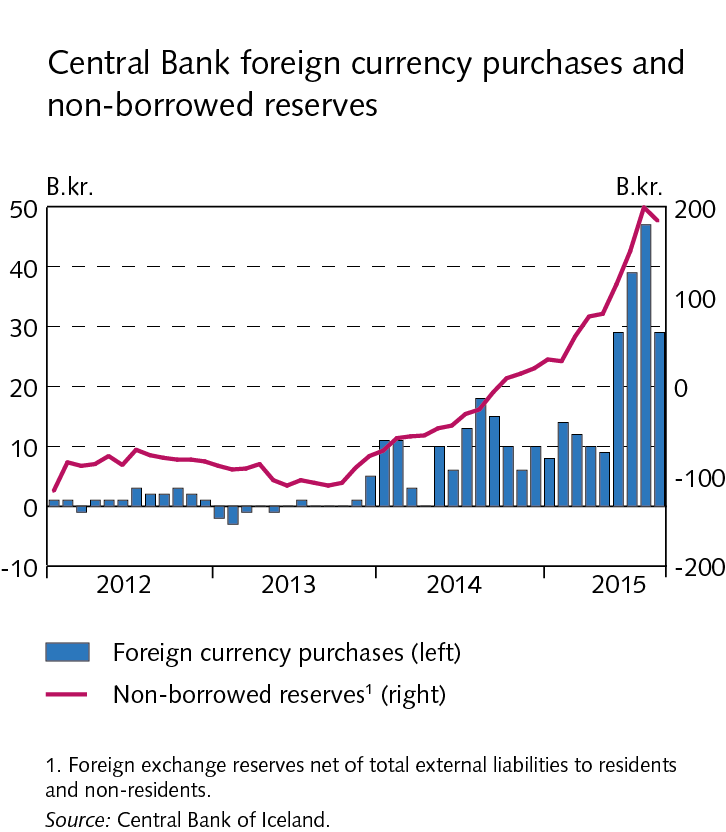 Central Bank foreign currency purchases and
non-borrowed reserves
B.kr. B.kr.
50 200
40
30 100
20 0
10
0 -100
-10 -200
2012 2013 2014 2015
Foreign currency purchases (left)
Non-borrowed reserves¹ (right)
1. Foreign exchange reserves net of total external liabilities to residents
and non-residents.
Source: Central Bank of Iceland.